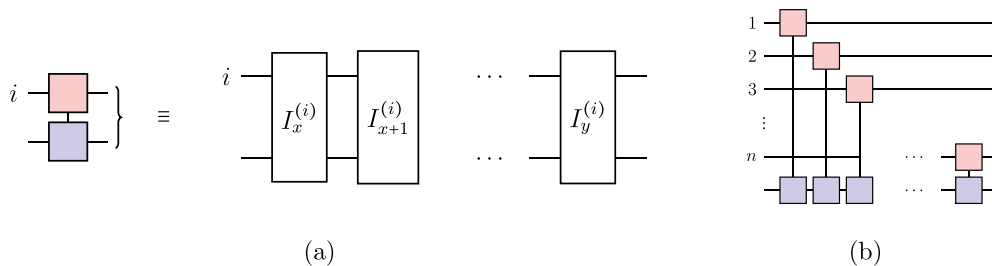 i } ≡ i I_x^{(i)} I_{x+1}^{(i)} ··· I_y^{(i)}
···
(a)
1
2
3
⋮
n ···
···
(b)